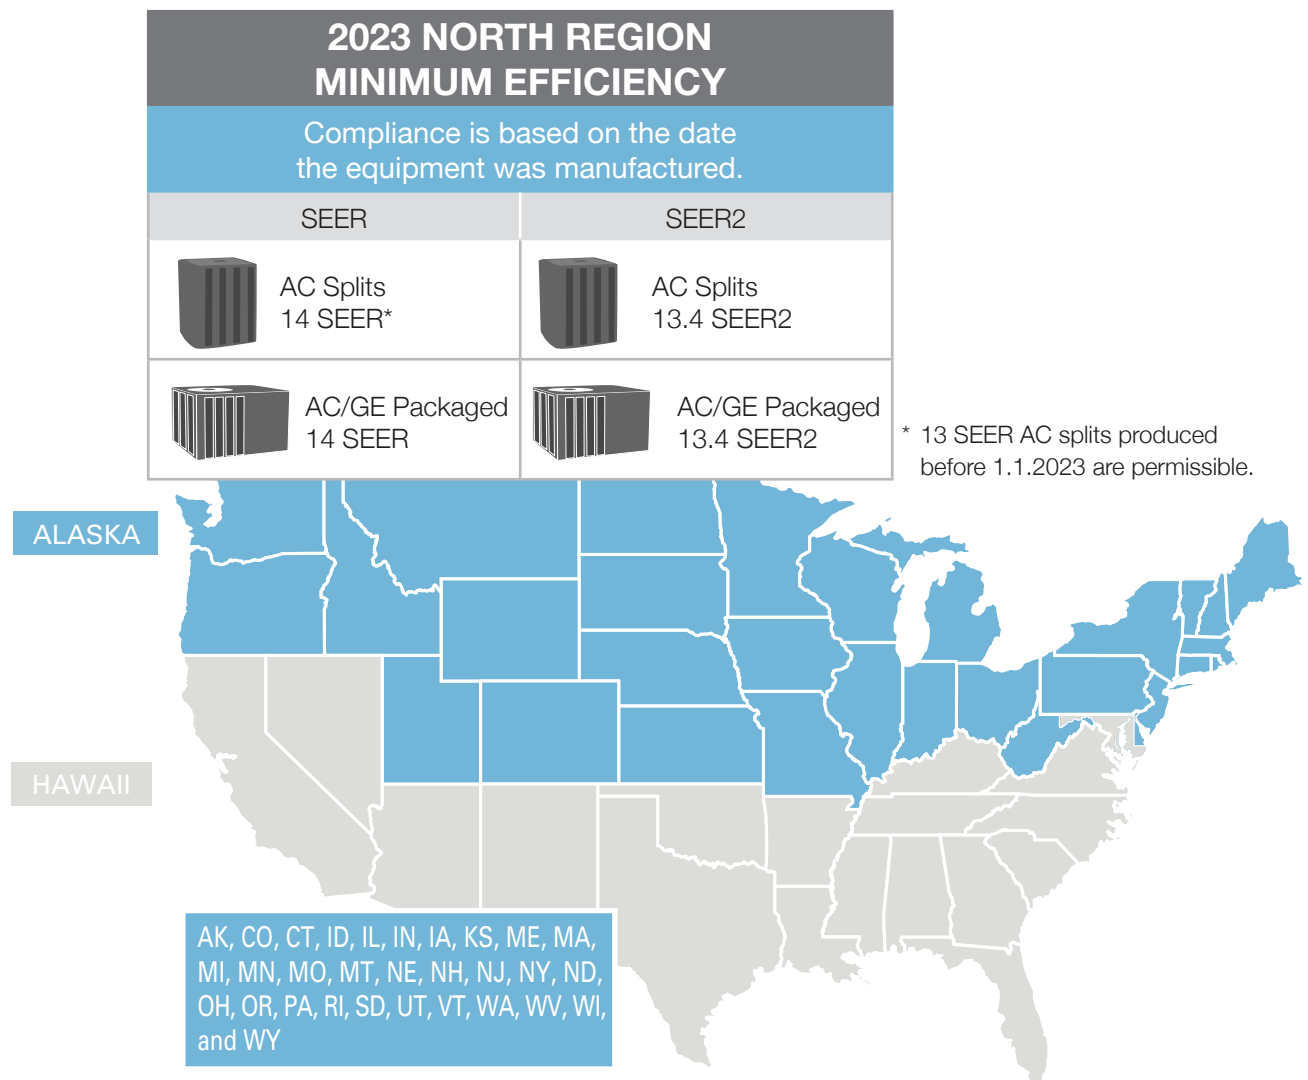 2023 NORTH REGION
MINIMUM EFFICIENCY
Compliance is based on the date
the equipment was manufactured.
SEER
SEER2
AC Splits
14 SEER*
AC Splits
13.4 SEER2
AC/GE Packaged
14 SEER
AC/GE Packaged
13.4 SEER2
* 13 SEER AC splits produced
before 1.1.2023 are permissible.
ALASKA
HAWAII
AK, CO, CT, ID, IL, IN, IA, KS, ME, MA,
MI, MN, MO, MT, NE, NH, NJ, NY, ND,
OH, OR, PA, RI, SD, UT, VT, WA, WV, WI,
and WY